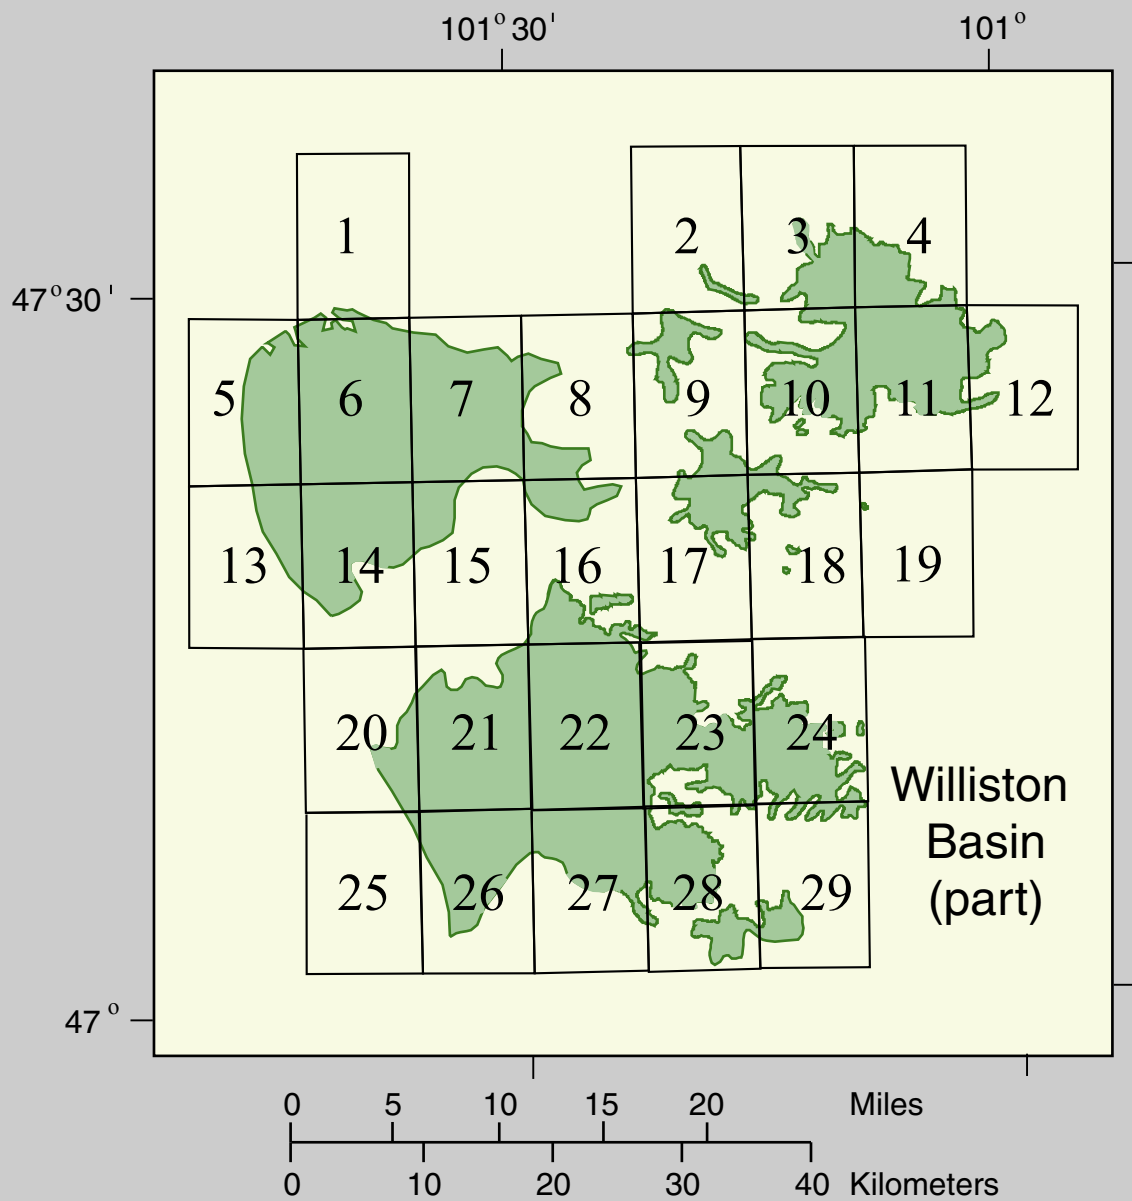 101° 30' 101°
1 2 3 4
47° 30'
5 6 7 8 9 10 11 12
13 14 15 16 17 18 19
20 21 22 23 24
Williston
Basin
(part)
25 26 27 28 29
47°
0 5 10 15 20 Miles
0 10 20 30 40 Kilometers